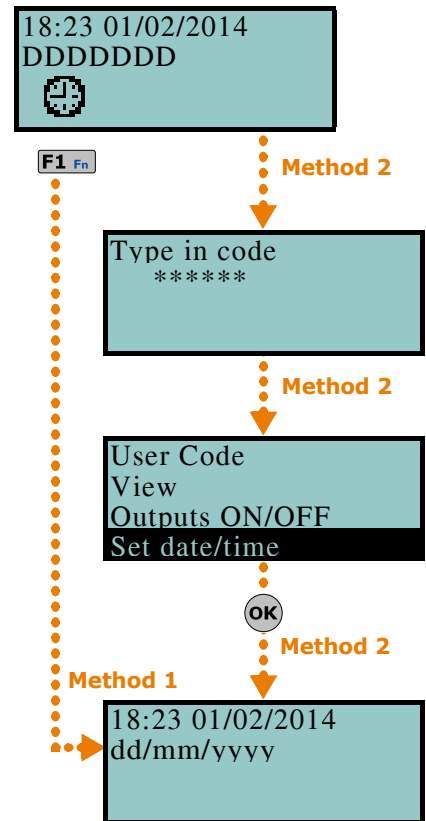 18:23 01/02/2014
DDDDDDD
F1 Fn
Method 2
Type in code
******
Method 2
User Code
View
Outputs ON/OFF
Set date/time
OK
Method 2
Method 1
18:23 01/02/2014
dd/mm/yyyy